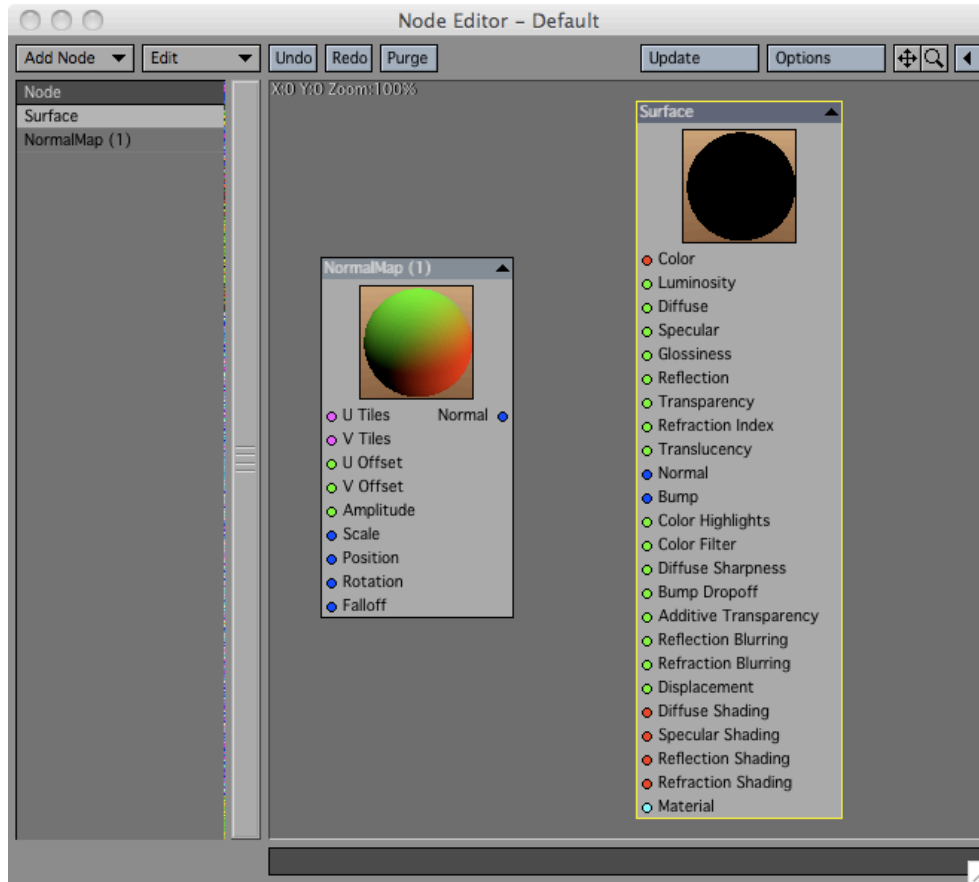 Node Editor – Default
Add Node Edit Undo Redo Purge Update Options
Node
Surface
NormalMap (1)
X:0 Y:0 Zoom:100%
NormalMap (1)
U Tiles Normal
V Tiles
U Offset
V Offset
Amplitude
Scale
Position
Rotation
Falloff
Surface
Color
Luminosity
Diffuse
Specular
Glossiness
Reflection
Transparency
Refraction Index
Translucency
Normal
Bump
Color Highlights
Color Filter
Diffuse Sharpness
Bump Dropoff
Additive Transparency
Reflection Blurring
Refraction Blurring
Displacement
Diffuse Shading
Specular Shading
Reflection Shading
Refraction Shading
Material